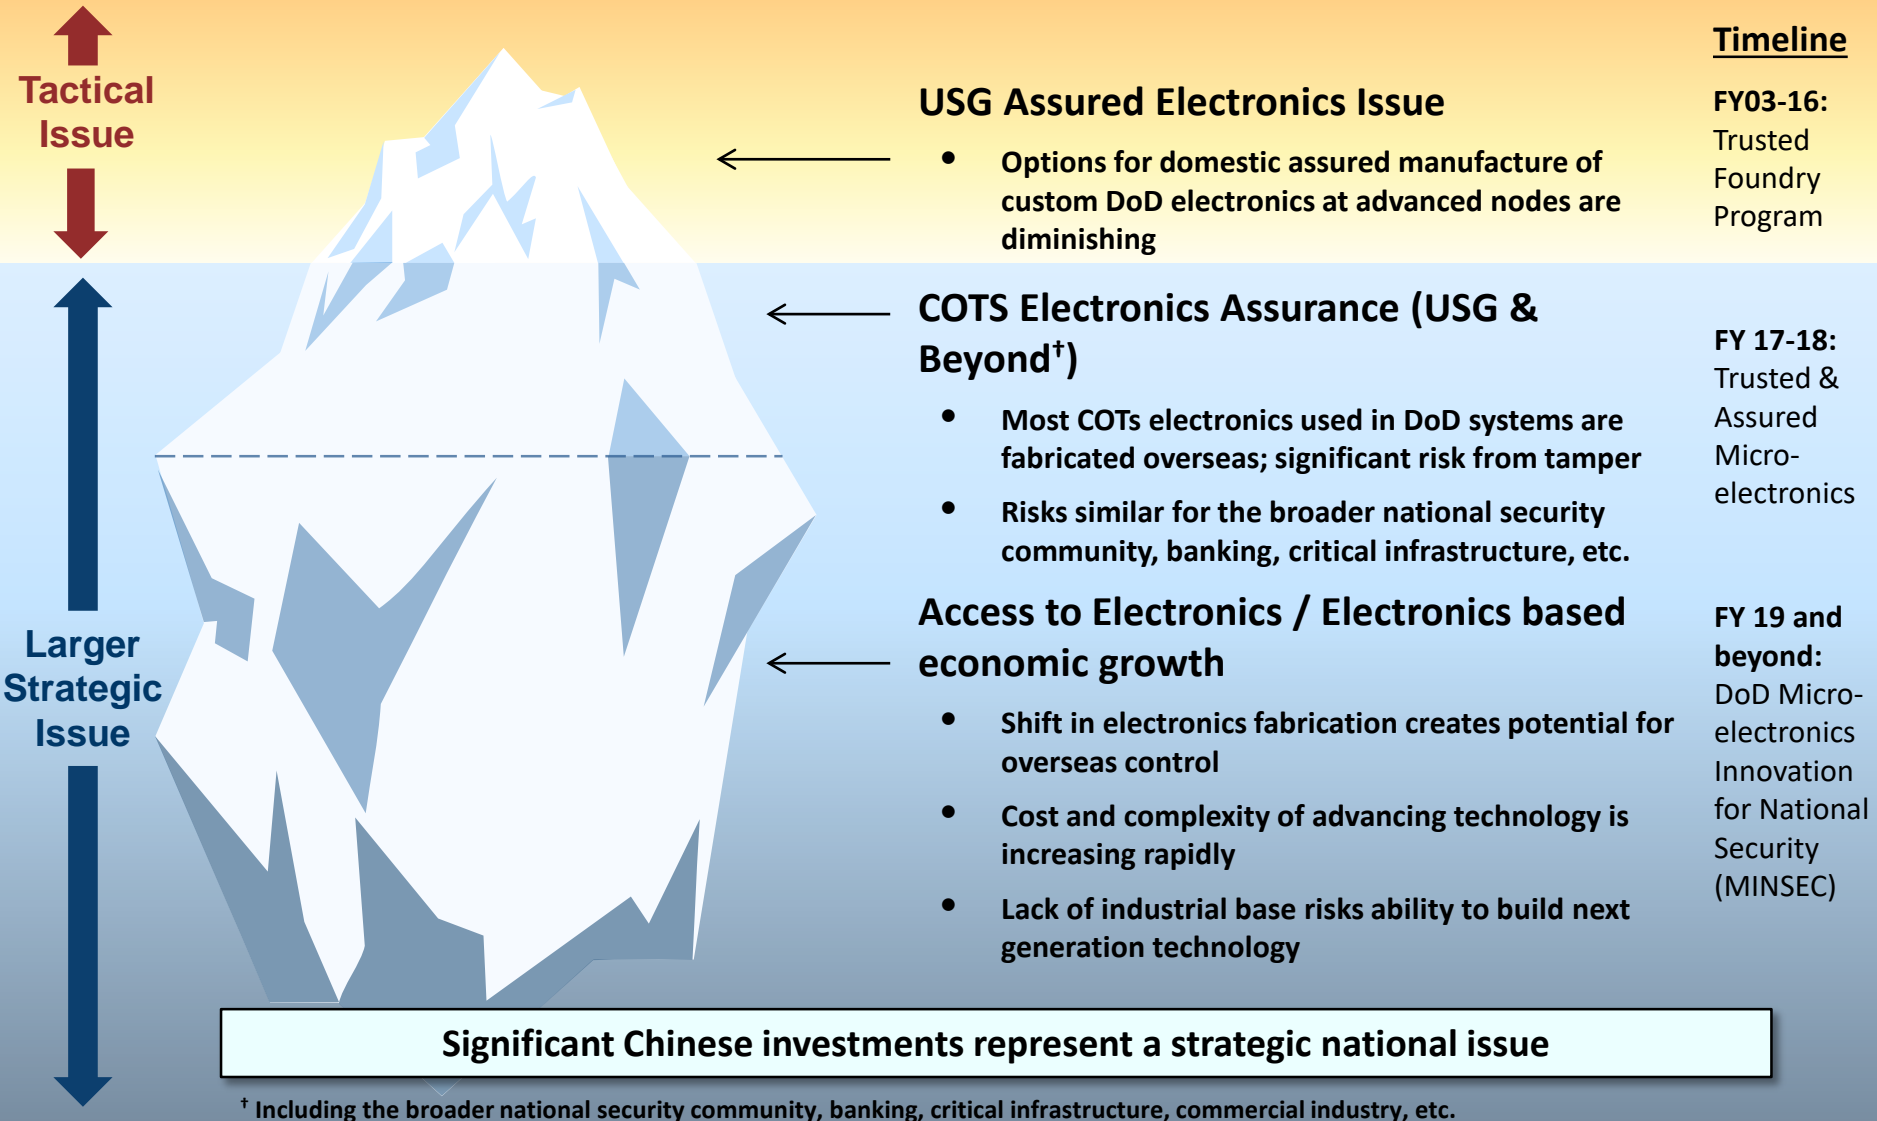 Tactical
Issue
Larger
Strategic
Issue
USG Assured Electronics Issue
• Options for domestic assured manufacture of
custom DoD electronics at advanced nodes are
diminishing
COTS Electronics Assurance (USG &
Beyond†)
• Most COTs electronics used in DoD systems are
fabricated overseas; significant risk from tamper
• Risks similar for the broader national security
community, banking, critical infrastructure, etc.
Access to Electronics / Electronics based
economic growth
• Shift in electronics fabrication creates potential for
overseas control
• Cost and complexity of advancing technology is
increasing rapidly
• Lack of industrial base risks ability to build next
generation technology
Timeline
FY03-16:
Trusted
Foundry
Program
FY 17-18:
Trusted &
Assured
Micro-
electronics
FY 19 and
beyond:
DoD Micro-
electronics
Innovation
for National
Security
(MINSEC)
Significant Chinese investments represent a strategic national issue
† Including the broader national security community, banking, critical infrastructure, commercial industry, etc.